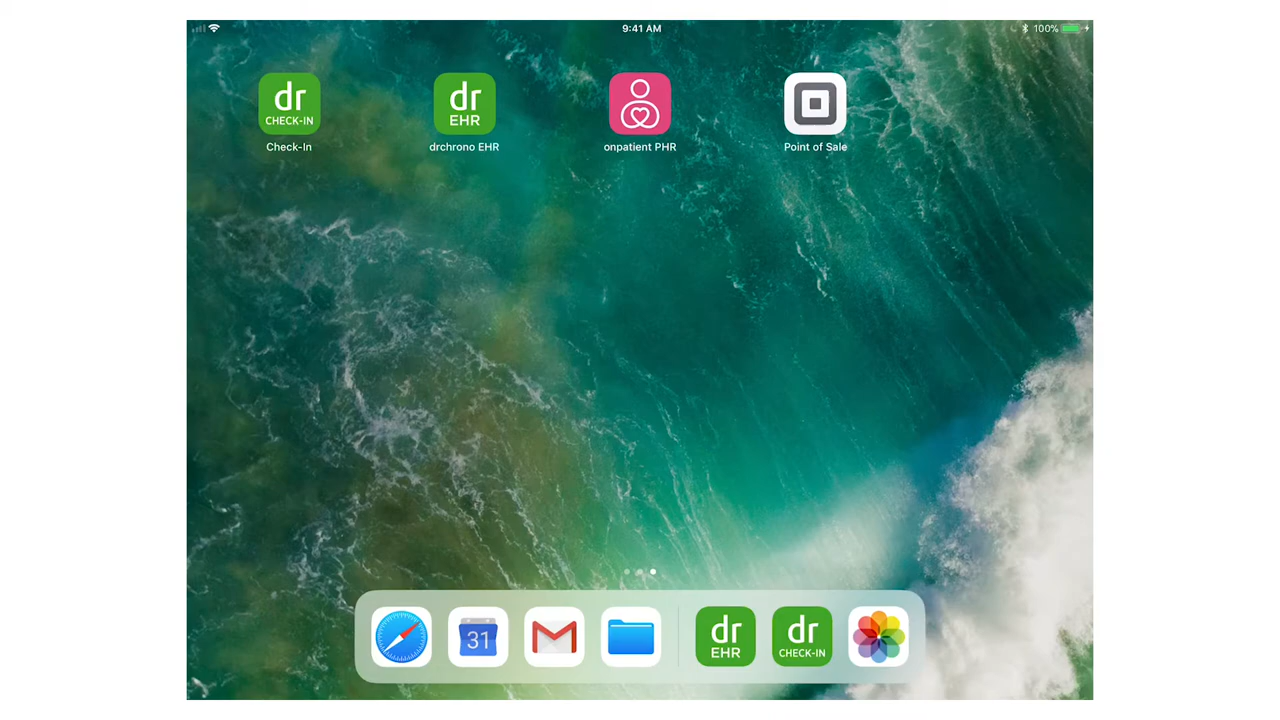 9:41 AM
100%
dr
CHECK-IN
dr
EHR
Check-In
drchrono EHR
onpatient PHR
Point of Sale
31
dr
EHR
dr
CHECK-IN